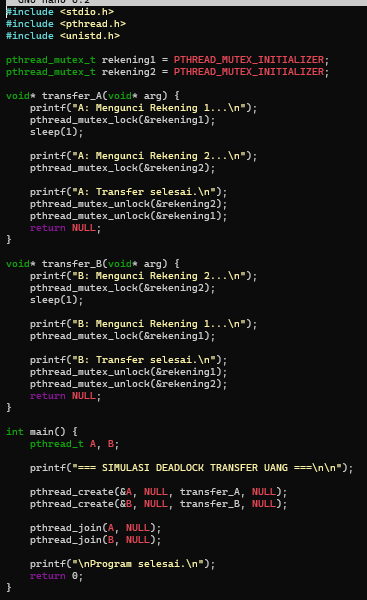 GNU nano 6.2
#include <stdio.h>
#include <pthread.h>
#include <unistd.h>

pthread_mutex_t rekening1 = PTHREAD_MUTEX_INITIALIZER;
pthread_mutex_t rekening2 = PTHREAD_MUTEX_INITIALIZER;

void* transfer_A(void* arg) {
    printf("A: Mengunci Rekening 1...\n");
    pthread_mutex_lock(&rekening1);
    sleep(1);

    printf("A: Mengunci Rekening 2...\n");
    pthread_mutex_lock(&rekening2);

    printf("A: Transfer selesai.\n");
    pthread_mutex_unlock(&rekening2);
    pthread_mutex_unlock(&rekening1);
    return NULL;
}

void* transfer_B(void* arg) {
    printf("B: Mengunci Rekening 2...\n");
    pthread_mutex_lock(&rekening2);
    sleep(1);

    printf("B: Mengunci Rekening 1...\n");
    pthread_mutex_lock(&rekening1);

    printf("B: Transfer selesai.\n");
    pthread_mutex_unlock(&rekening1);
    pthread_mutex_unlock(&rekening2);
    return NULL;
}

int main() {
    pthread_t A, B;

    printf("=== SIMULASI DEADLOCK TRANSFER UANG ===\n\n");

    pthread_create(&A, NULL, transfer_A, NULL);
    pthread_create(&B, NULL, transfer_B, NULL);

    pthread_join(A, NULL);
    pthread_join(B, NULL);

    printf("\nProgram selesai.\n");
    return 0;
}